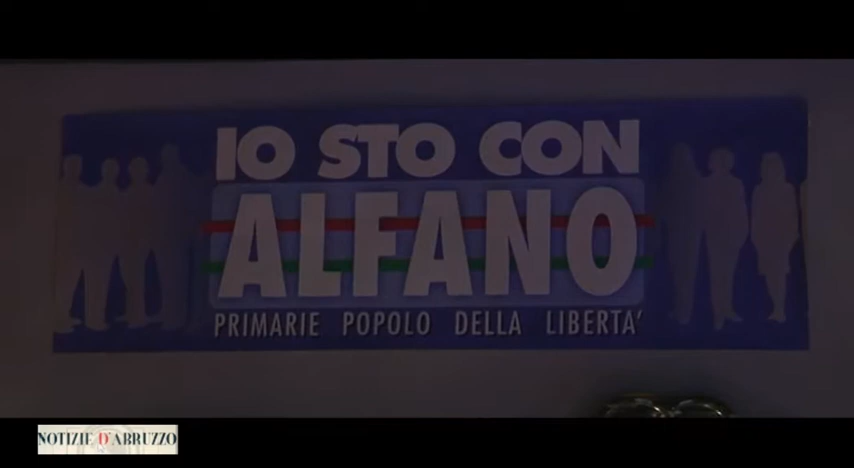 IO STO CON
ALFANO
PRIMARIE POPOLO DELLA LIBERTA'
NOTIZIE D'ABRUZZO